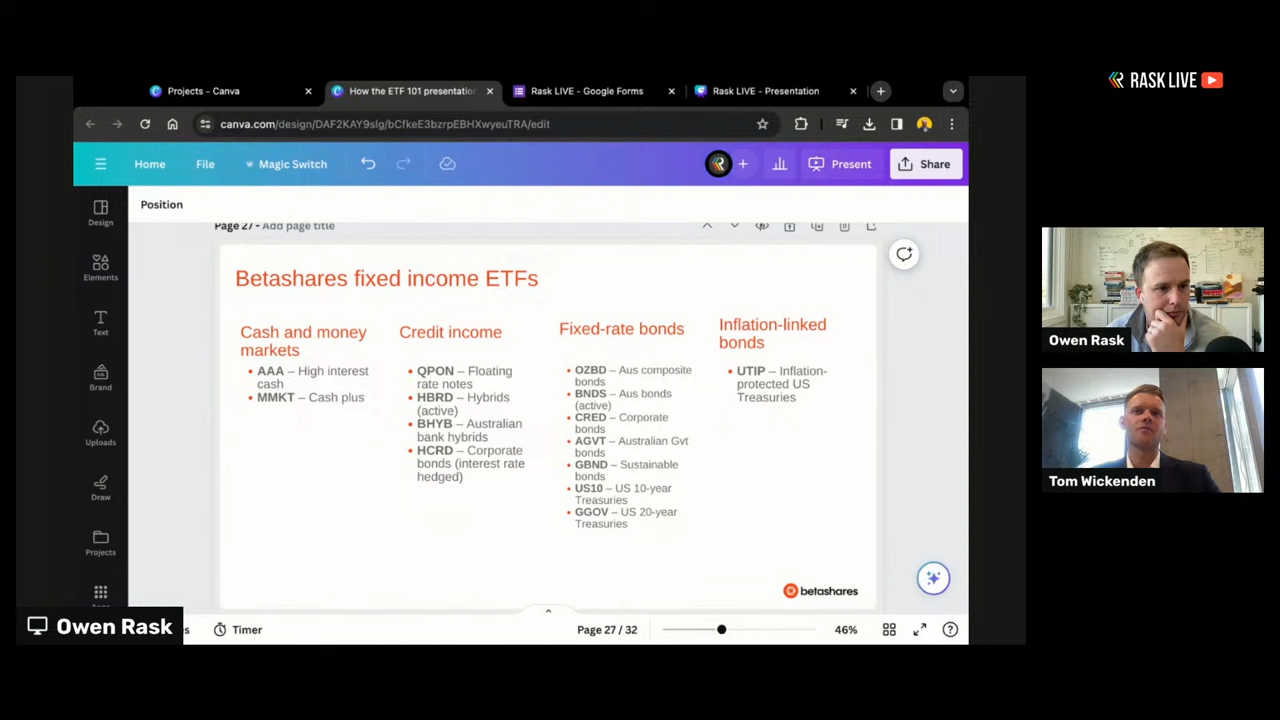 RASK LIVE
Projects - Canva
How the ETF 101 presentation
Rask LIVE - Google Forms
Rask LIVE - Presentation
canva.com/design/DAF2KAY9slg/bCfkeE3bzrpEBHXwyeuTRA/edit
Home
File
Magic Switch
Present
Share
Position
Design
Elements
Text
Brand
Uploads
Draw
Projects
Page 27 - Add page title
Betashares fixed income ETFs
Cash and money
markets
• AAA – High interest
cash
• MMKT – Cash plus
Credit income
• QPON – Floating
rate notes
• HBRD – Hybrids
(active)
• BHYB – Australian
bank hybrids
• HCRD – Corporate
bonds (interest rate
hedged)
Fixed-rate bonds
• OZBD – Aus composite
bonds
• BNDS – Aus bonds
(active)
• CRED – Corporate
bonds
• AGVT – Australian Gvt
bonds
• GBND – Sustainable
bonds
• US10 – US 10-year
Treasuries
• GGOV – US 20-year
Treasuries
Inflation-linked
bonds
• UTIP – Inflation-
protected US
Treasuries
betashares
Timer
Page 27 / 32
46%
Owen Rask
Owen Rask
Tom Wickenden